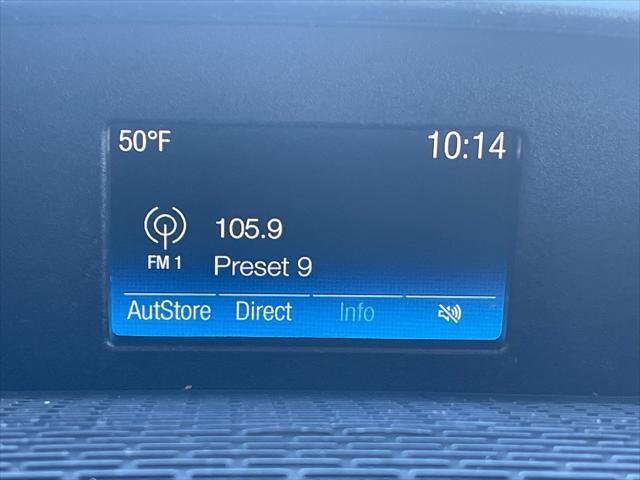 50°F 10:14
105.9
FM 1 Preset 9
AutStore Direct Info